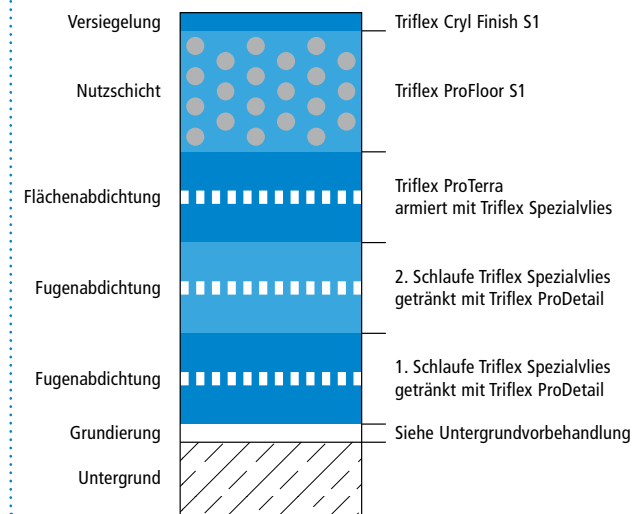 Versiegelung
Triflex Cryl Finish S1
Nutzschicht
Triflex ProFloor S1
Flächenabdichtung
Triflex ProTerra
armiert mit Triflex Spezialvlies
Fugenabdichtung
2. Schlaufe Triflex Spezialvlies
getränkt mit Triflex ProDetail
Fugenabdichtung
1. Schlaufe Triflex Spezialvlies
getränkt mit Triflex ProDetail
Grundierung
Siehe Untergrundvorbehandlung
Untergrund